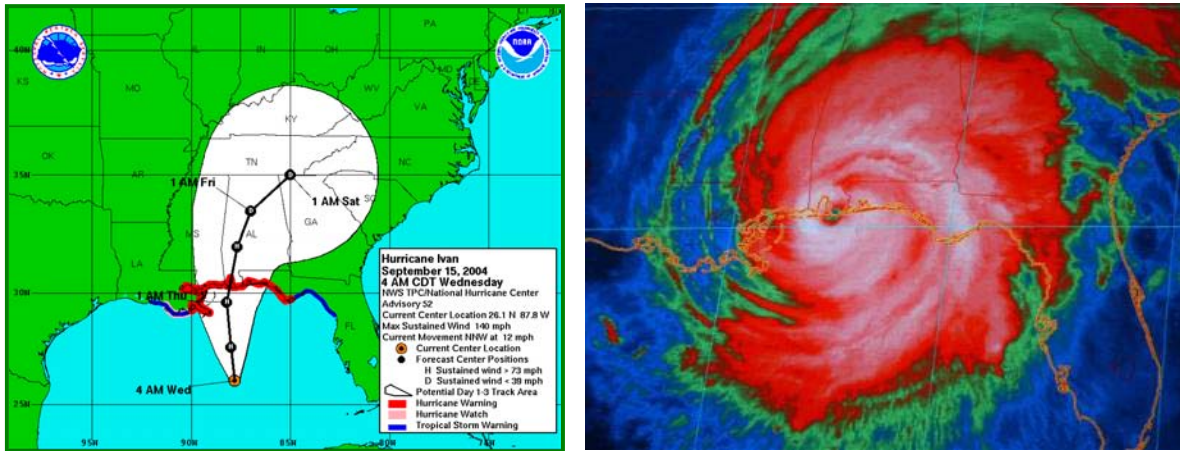 40N
PA
IL
IN
OH
NOAA
MD
DE
KS
MO
WV
VA
KY
OK
TN
NC
35N
AR
1 AM Fri
D
D
1 AM Sat
SC
MS
AL
GA
H
LA
Hurricane Ivan
September 15, 2004
4 AM CDT Wednesday
NWS TPC/National Hurricane Center
Advisory 52
Current Center Location 26.1 N 87.8 W
Max Sustained Wind 140 mph
Current Movement NNW at 12 mph
Current Center Location
Forecast Center Positions
H Sustained wind > 73 mph
D Sustained wind < 39 mph
Potential Day 1-3 Track Area
Hurricane Warning
Hurricane Watch
Tropical Storm Warning
1 AM Thu
30N
H
FL
H
4 AM Wed
25N
95W
90W
85W